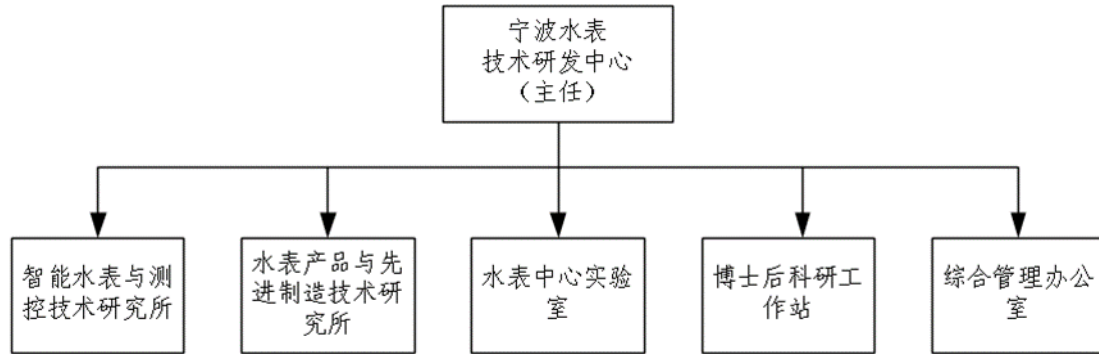 宁波水表
技术研发中心
（主任）
智能水表与测
控技术研究所
水表产品与先
进制造技术研
究所
水表中心实验
室
博士后科研工
作站
综合管理办公
室